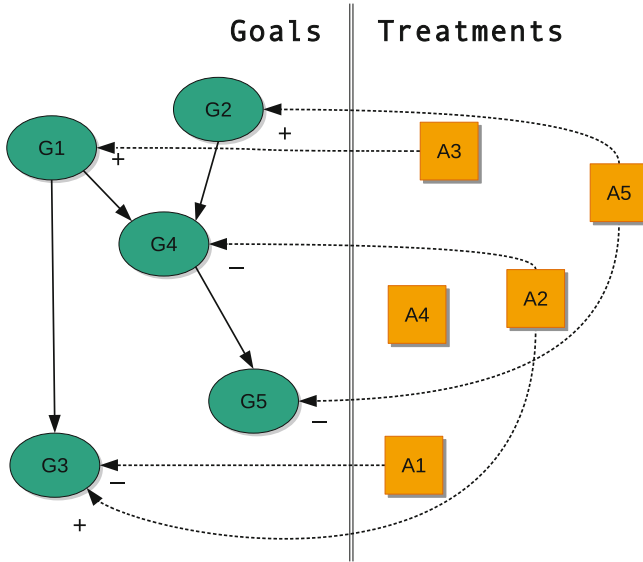 Goals
Treatments
G2
+
G1
+
A3
A5
G4
–
A2
A4
G5
–
G3
–
A1
+